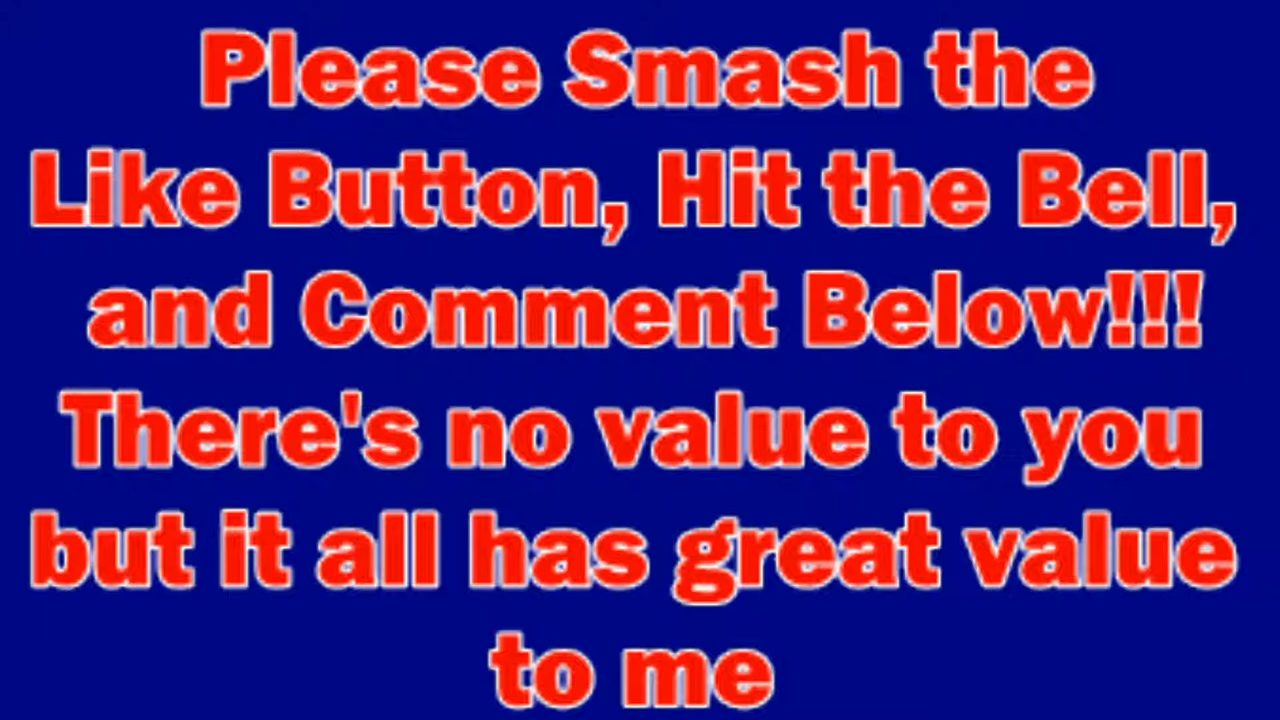 Please Smash the
Like Button, Hit the Bell,
and Comment Below!!!
There's no value to you
but it all has great value
to me